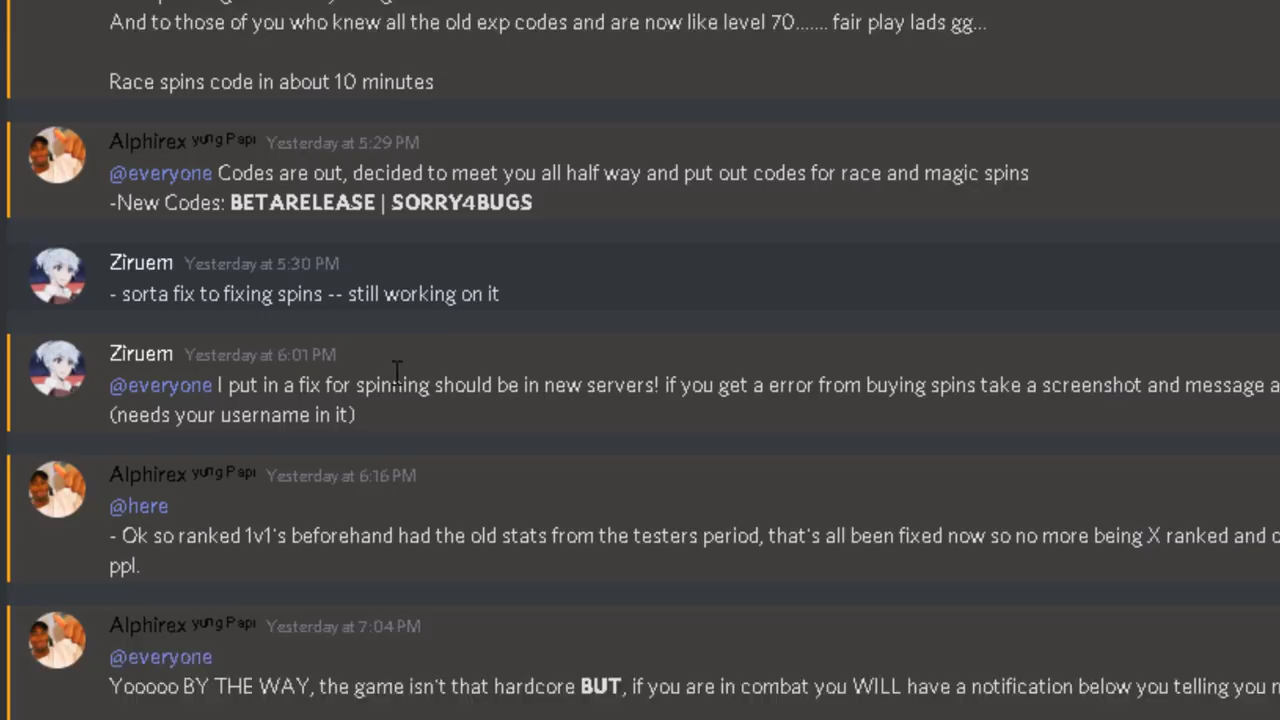 And to those of you who knew all the old exp codes and are now like level 70....... fair play lads gg...
Race spins code in about 10 minutes
Alphirex yung Papi Yesterday at 5:29 PM
@everyone Codes are out, decided to meet you all half way and put out codes for race and magic spins
-New Codes: BETARELEASE | SORRY4BUGS
Ziruem Yesterday at 5:30 PM
- sorta fix to fixing spins -- still working on it
Ziruem Yesterday at 6:01 PM
@everyone I put in a fix for spinning should be in new servers! if you get a error from buying spins take a screenshot and message
(needs your username in it)
Alphirex yung Papi Yesterday at 6:16 PM
@here
- Ok so ranked 1v1's beforehand had the old stats from the testers period, that's all been fixed now so no more being X ranked and
ppl.
Alphirex yung Papi Yesterday at 7:04 PM
@everyone
Yooooo BY THE WAY, the game isn't that hardcore BUT, if you are in combat you WILL have a notification below you telling you